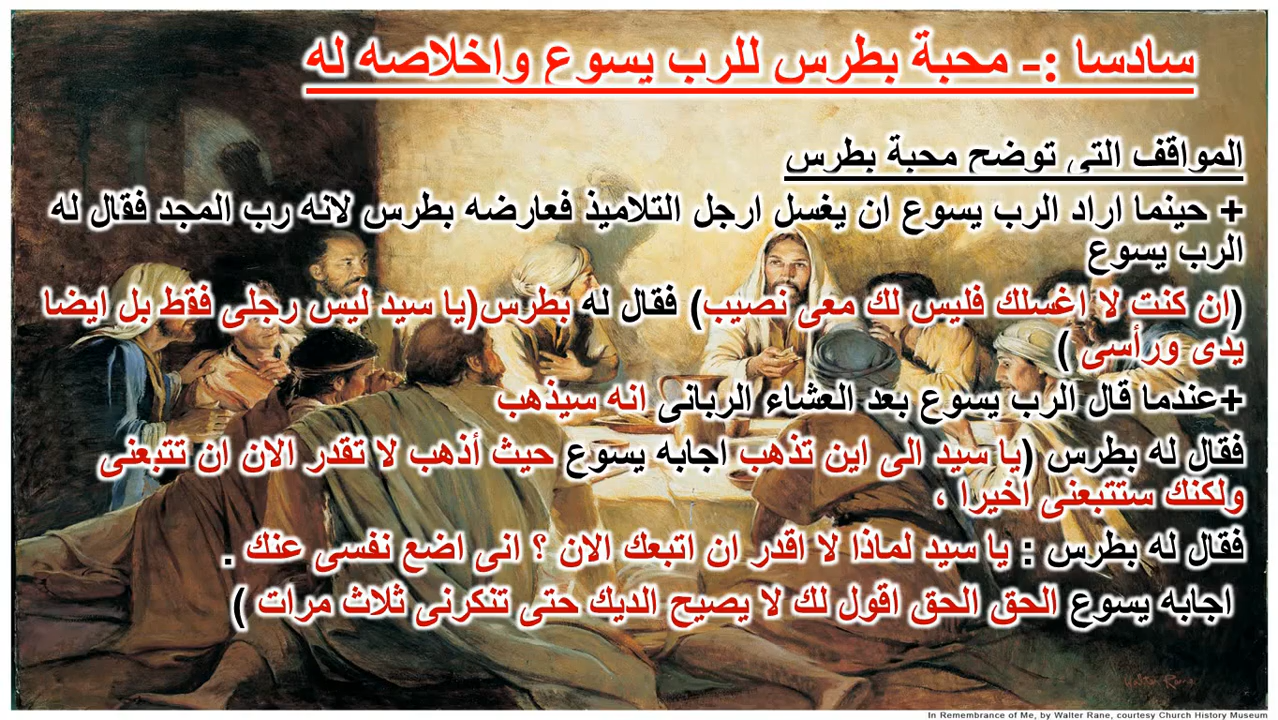 سادسا :- محبة بطرس للرب يسوع واخلاصه له
المواقف التى توضح محبة بطرس
+ حينما اراد الرب يسوع ان يغسل ارجل التلاميذ فعارضه بطرس لانه رب المجد فقال له
الرب يسوع
(ان كنت لا اغسلك فليس لك معى نصيب) فقال له بطرس(يا سيد ليس رجلى فقط بل ايضا
يدى ورأسى )
+عندما قال الرب يسوع بعد العشاء الربانى انه سيذهب
فقال له بطرس (يا سيد الى اين تذهب اجابه يسوع حيث أذهب لا تقدر الان ان تتبعنى
ولكنك ستتبعنى اخيرا ،
فقال له بطرس : يا سيد لماذا لا اقدر ان اتبعك الان ؟ انى اضع نفسى عنك .
اجابه يسوع الحق الحق اقول لك لا يصيح الديك حتى تنكرنى ثلاث مرات )
Walter Rane
In Remembrance of Me, by Walter Rane, courtesy Church History Museum